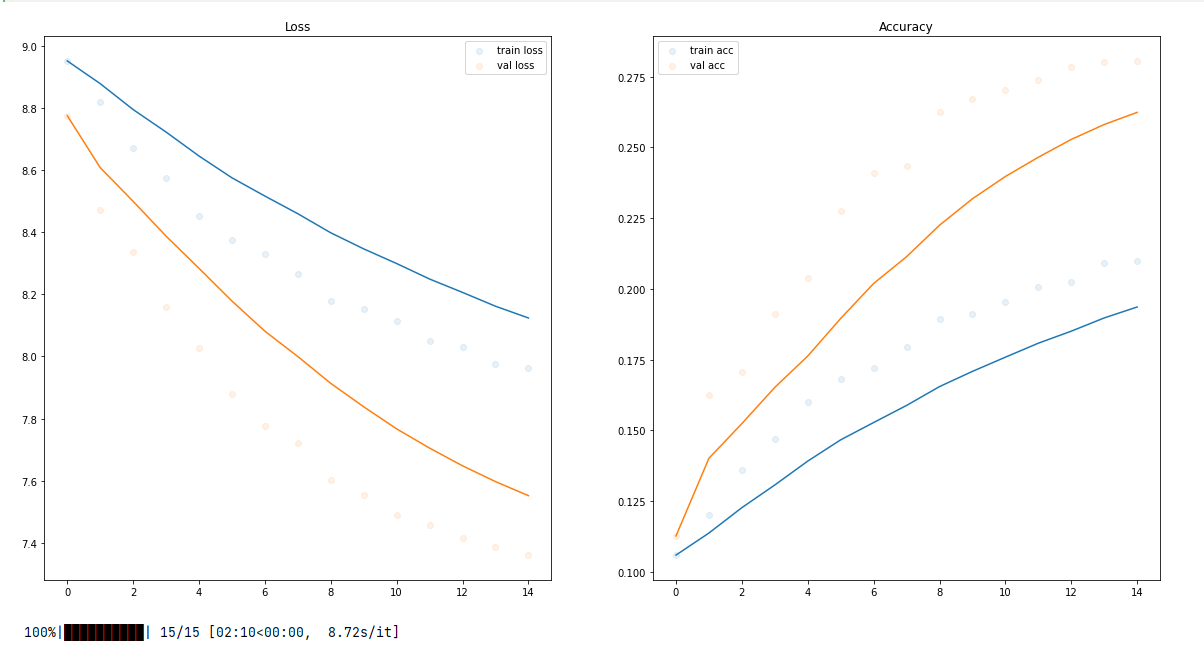 Loss
9.0
8.8
8.6
8.4
8.2
8.0
7.8
7.6
7.4
0 2 4 6 8 10 12 14
train loss
val loss
Accuracy
0.275
0.250
0.225
0.200
0.175
0.150
0.125
0.100
0 2 4 6 8 10 12 14
train acc
val acc
100%|██████████| 15/15 [02:10<00:00, 8.72s/it]